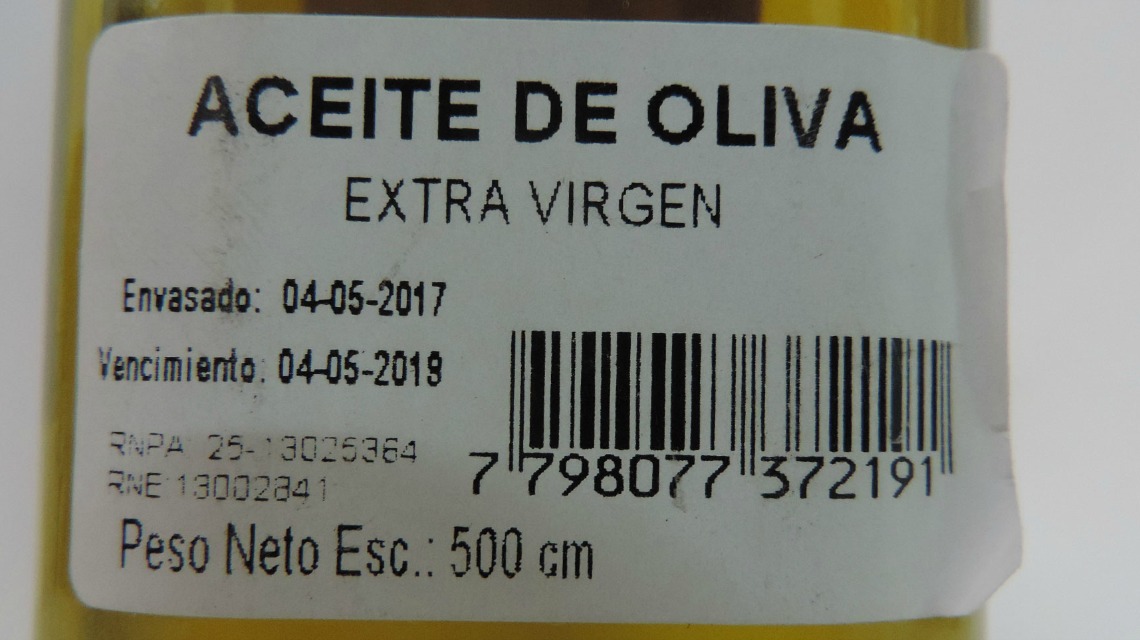 ACEITE DE OLIVA
EXTRA VIRGEN
Envasado: 04-05-2017
Vencimiento: 04-05-2019
RNPA: 25-13025364
RNE:13002841
7 798077 372191
Peso Neto Esc.: 500 cm